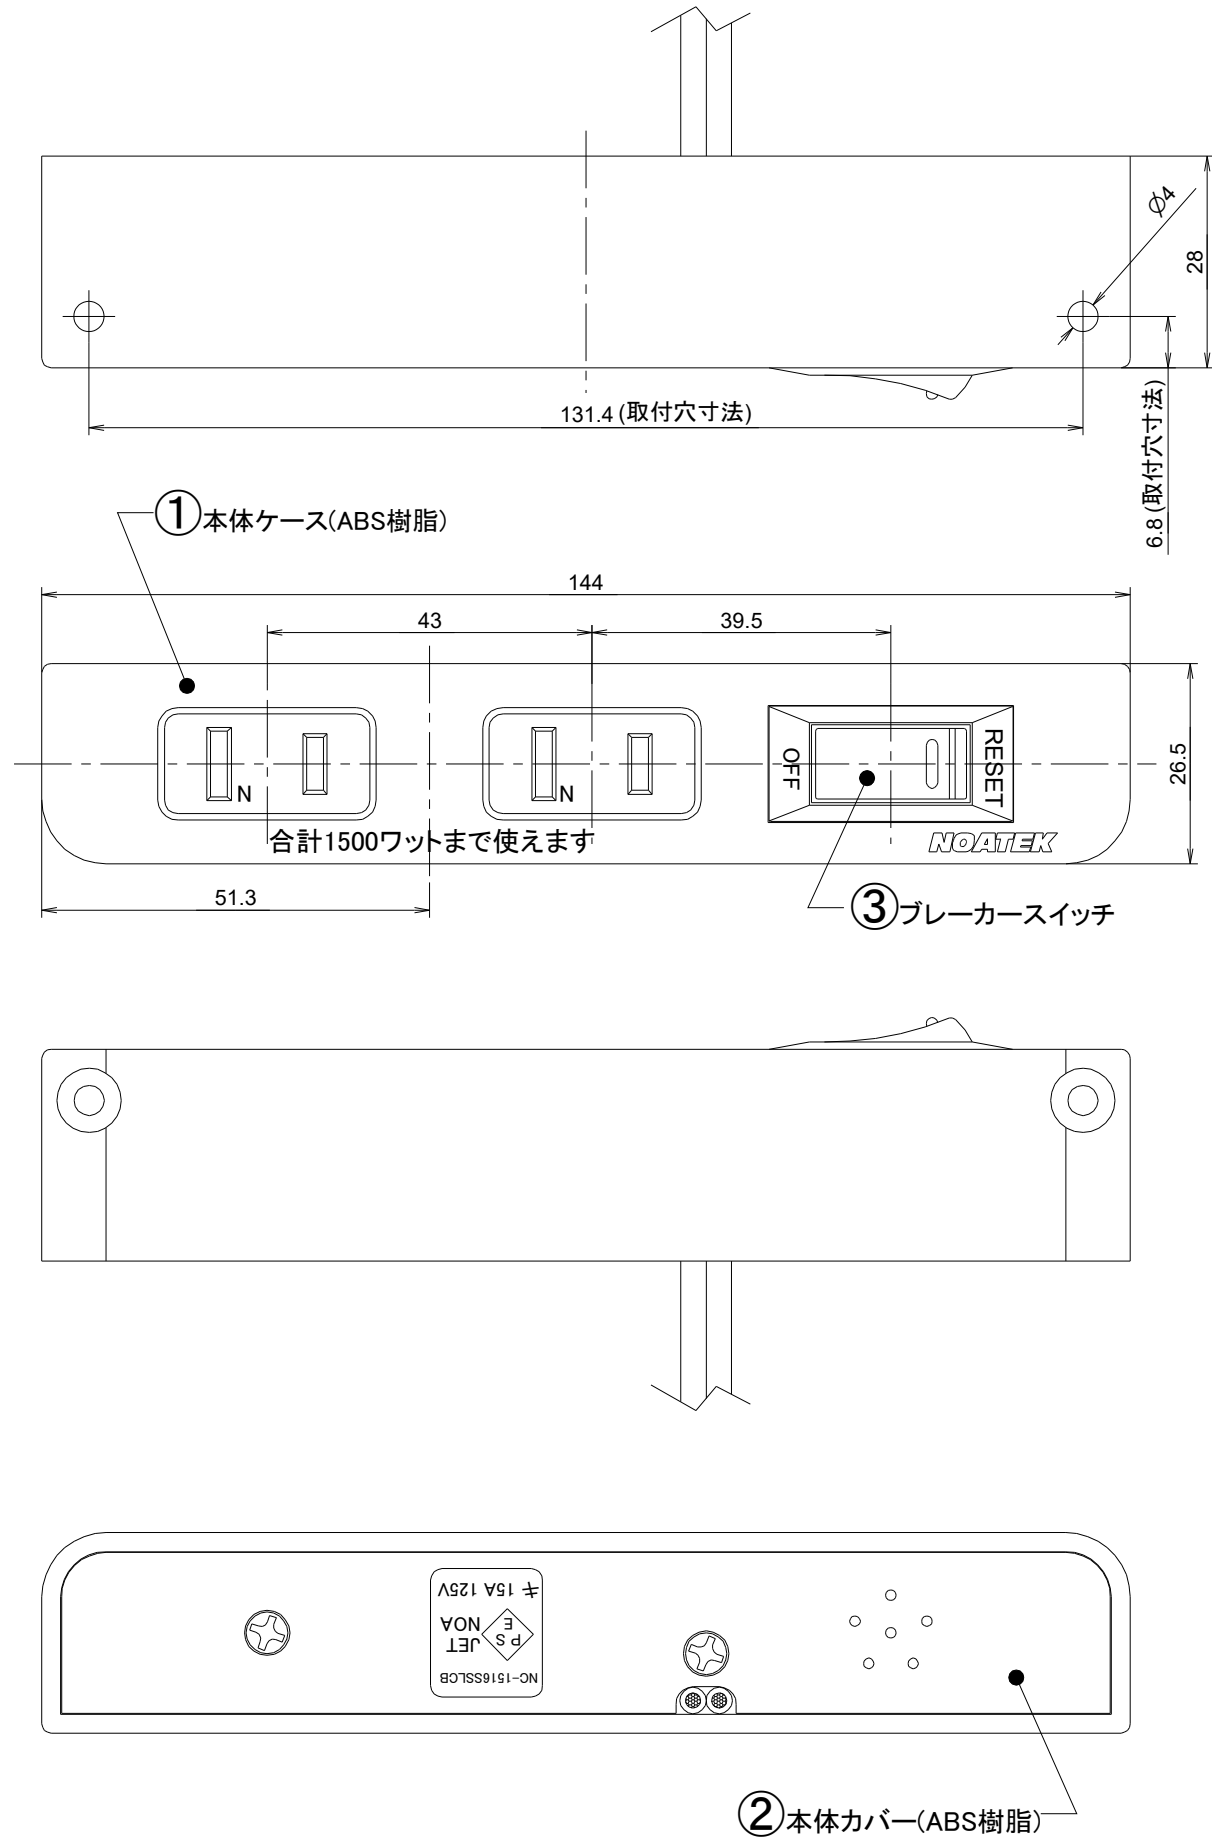 Ø4
28
131.4 (取付穴寸法)
6.8 (取付穴寸法)
①本体ケース(ABS樹脂)
144
43
39.5
26.5
N
N
OFF
RESET
合計1500ワットまで使えます
NOATEK
51.3
③ブレーカースイッチ
キ 15A 125V
P S E
NOA
JET
NC-1516SSLCB
②本体カバー(ABS樹脂)